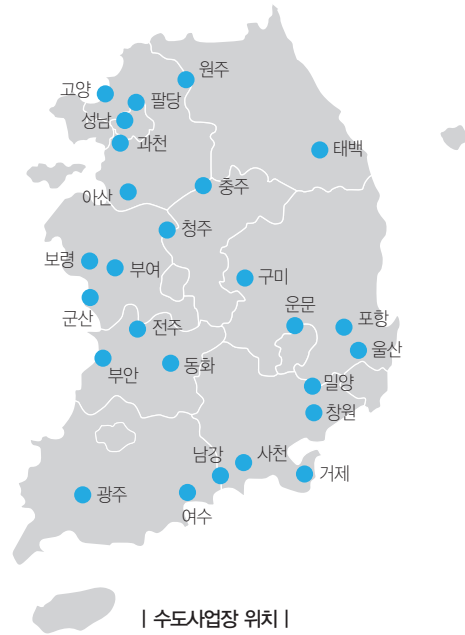 원주
고양
팔당
성남
과천
태백
충주
아산
청주
보령
부여
구미
운문
군산
전주
포항
울산
부안
동화
밀양
창원
남강
사천
거제
광주
여수
| 수도사업장 위치 |